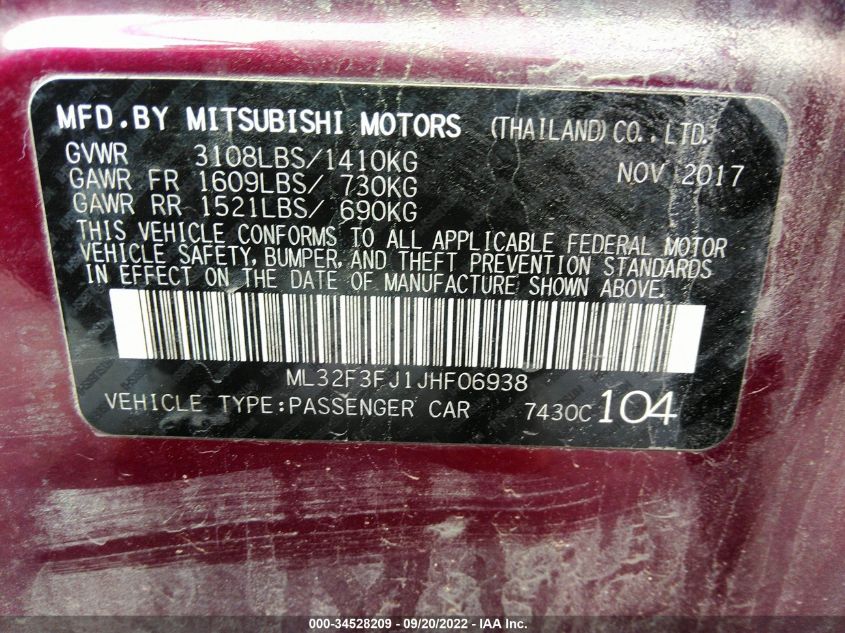 MFD.BY MITSUBISHI MOTORS (THAILAND) CO., LTD.
GVWR 3108LBS/1410KG NOV 2017
GAWR FR 1609LBS/ 730KG
GAWR RR 1521LBS/ 690KG
THIS VEHICLE CONFORMS TO ALL APPLICABLE FEDERAL MOTOR
VEHICLE SAFETY, BUMPER, AND THEFT PREVENTION STANDARDS
IN EFFECT ON THE DATE OF MANUFACTURE SHOWN ABOVE.
ML32F3FJ1JHF06938
VEHICLE TYPE:PASSENGER CAR 7430C 104
000-34528209 - 09/20/2022 - © IAA, Inc.